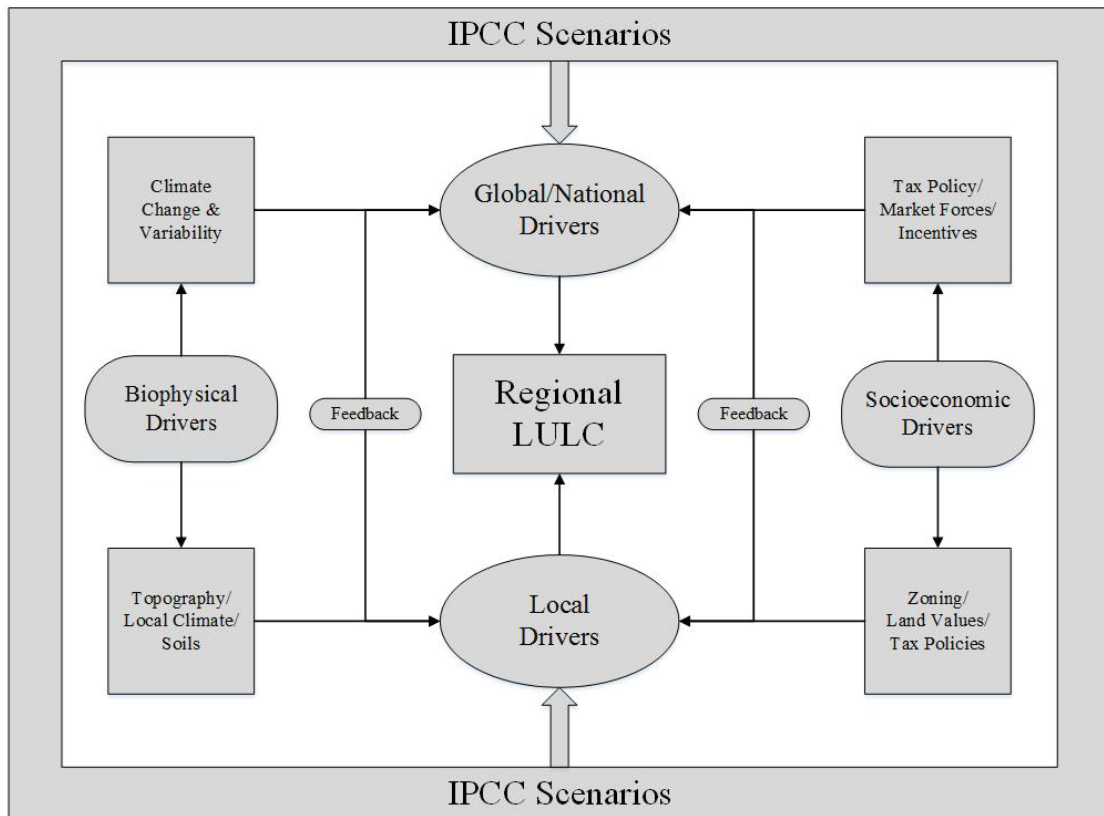 IPCC Scenarios
Climate
Change &
Variability
Global/National
Drivers
Tax Policy/
Market Forces/
Incentives
Biophysical
Drivers
Feedback
Regional
LULC
Feedback
Socioeconomic
Drivers
Topography/
Local Climate/
Soils
Local
Drivers
Zoning/
Land Values/
Tax Policies
IPCC Scenarios